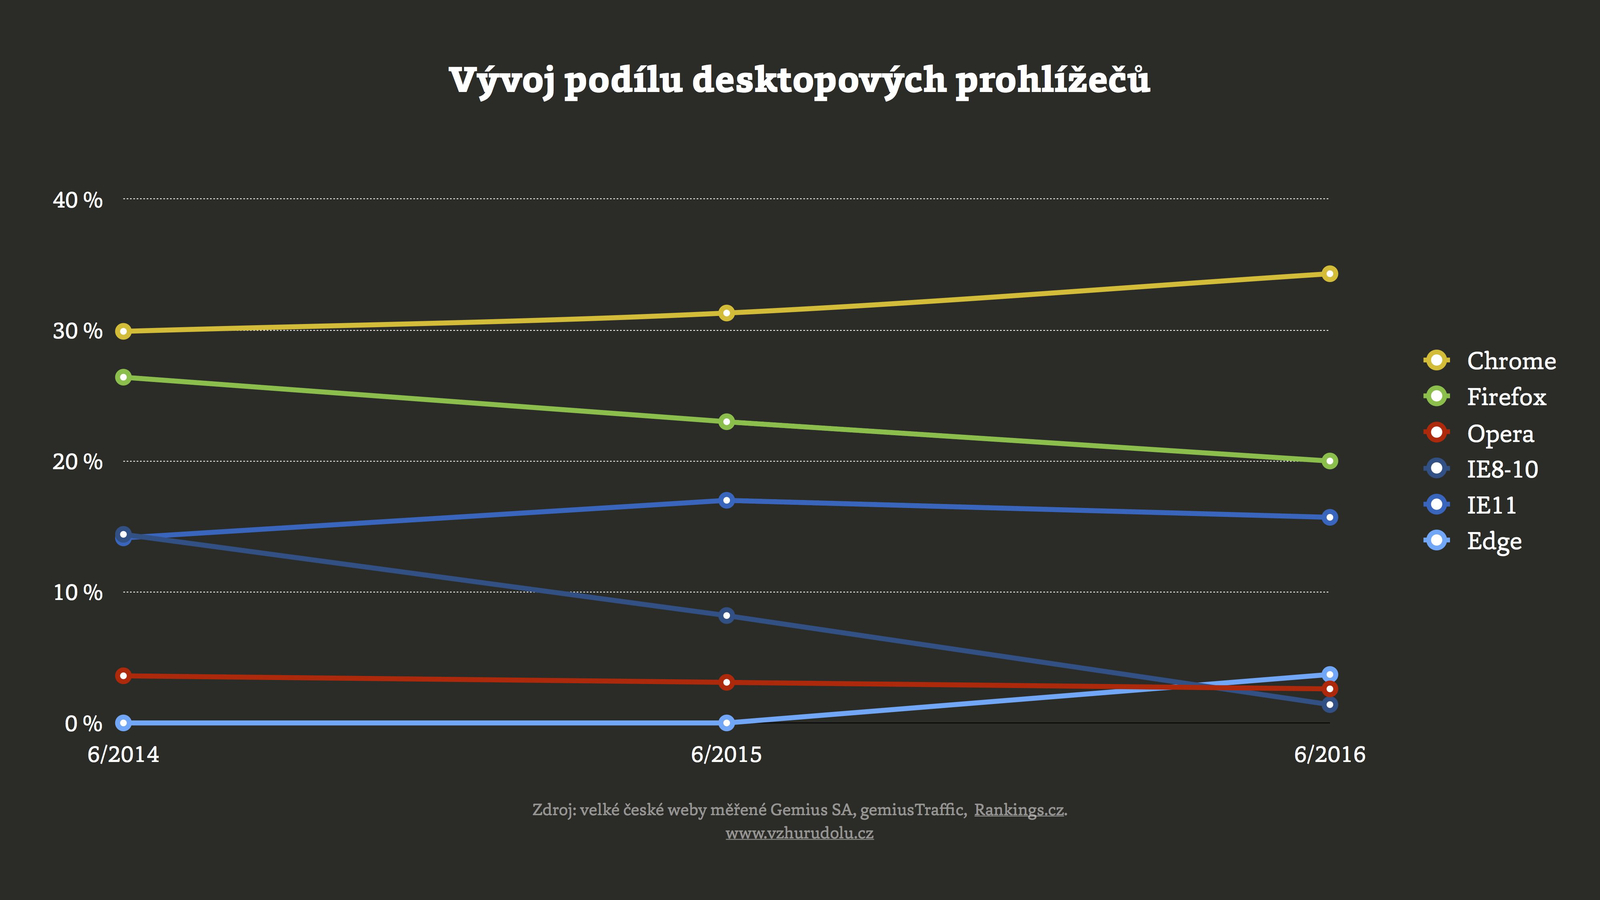 Vývoj podílu desktopových prohlížečů
40 %
30 %
20 %
10 %
0 %
6/2014
6/2015
6/2016
Chrome
Firefox
Opera
IE8-10
IE11
Edge
Zdroj: velké české weby měřené Gemius SA, gemiusTraffic, Rankings.cz.
www.vzhurudolu.cz